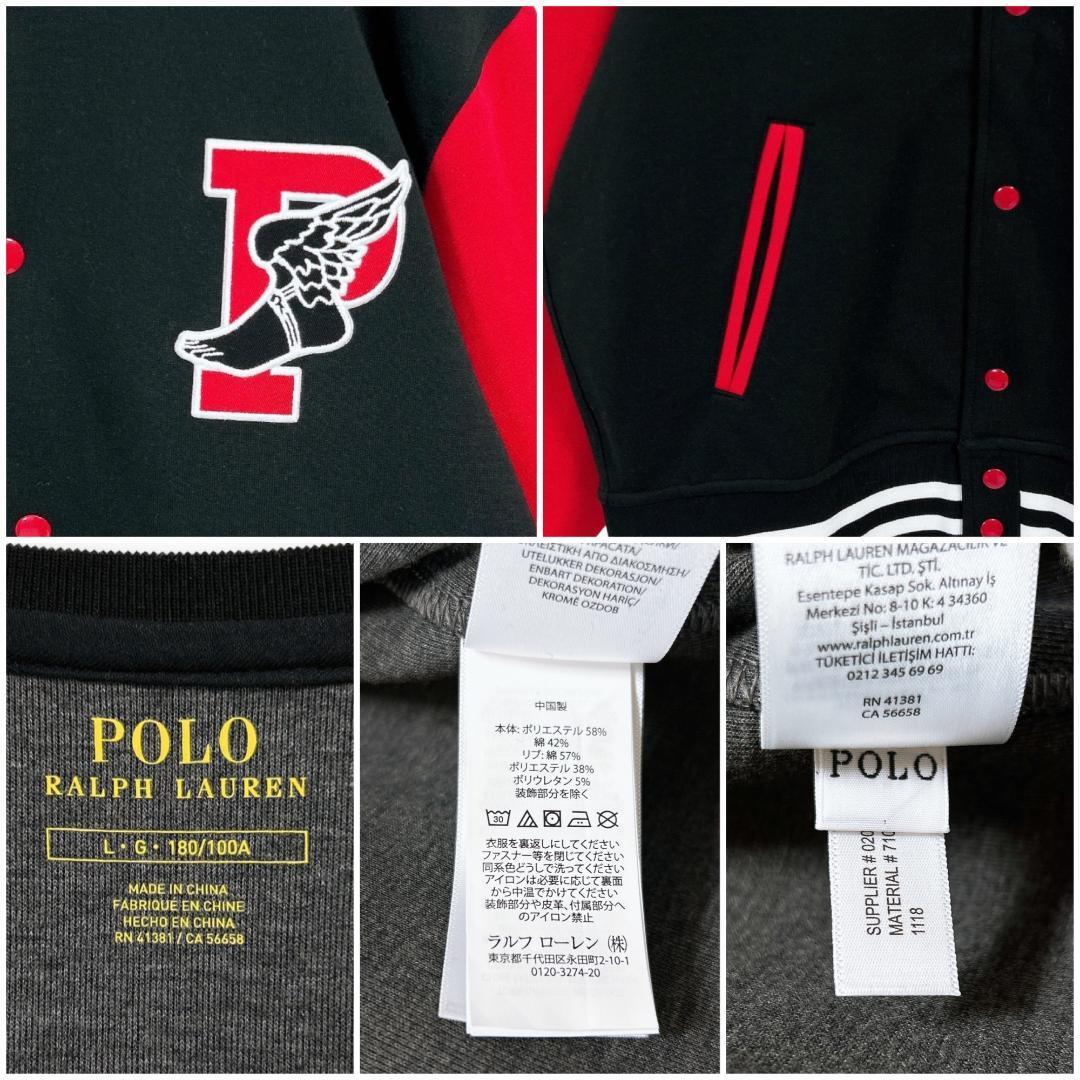 P
POLO
RALPH LAUREN
L • G • 180/100A
MADE IN CHINA
FABRIQUÉ EN CHINE
HECHO EN CHINA
RN 41381 / CA 56658
ΑΠΟ ΔΙΑΚΟΣΜΗΣΗ/
UTELUKKER DEKORASJON/
ENBART DEKORATION/
DEKORASYON HARİÇ/
KROMĚ OZDOB
中国製
本体: ポリエステル 58%
綿 42%
リブ: 綿 57%
ポリエステル 38%
ポリウレタン 5%
装飾部分を除く
30
衣服を裏返しにしてください
ファスナー等を閉じてください
同系色どうしで洗ってください
アイロンは必要に応じて裏面
から中温でかけてください
装飾部分や皮革、付属部分へ
のアイロン禁止
ラルフ ローレン (株)
東京都千代田区永田町2-10-1
0120-3274-20
RALPH LAUREN MAĞAZACILIK VE
TİC. LTD. ŞTİ.
Esentepe Kasap Sok. Altınay İş
Merkezi No: 8-10 K: 4 34360
Şişli – İstanbul
www.ralphlauren.com.tr
TÜKETİCİ İLETİŞİM HATTI:
0212 345 69 69
RN 41381
CA 56658
POLO
SUPPLIER # 020
MATERIAL # 710
1118